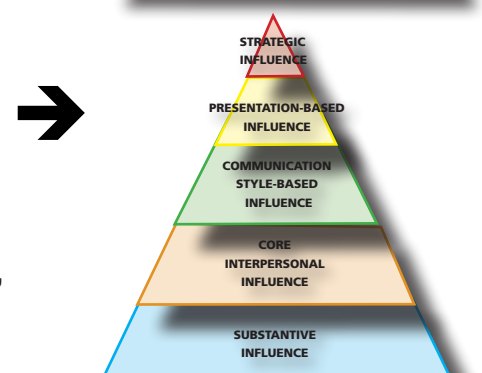 STRATEGIC
INFLUENCE
PRESENTATION-BASED
INFLUENCE
COMMUNICATION
STYLE-BASED
INFLUENCE
CORE
INTERPERSONAL
INFLUENCE
SUBSTANTIVE
INFLUENCE